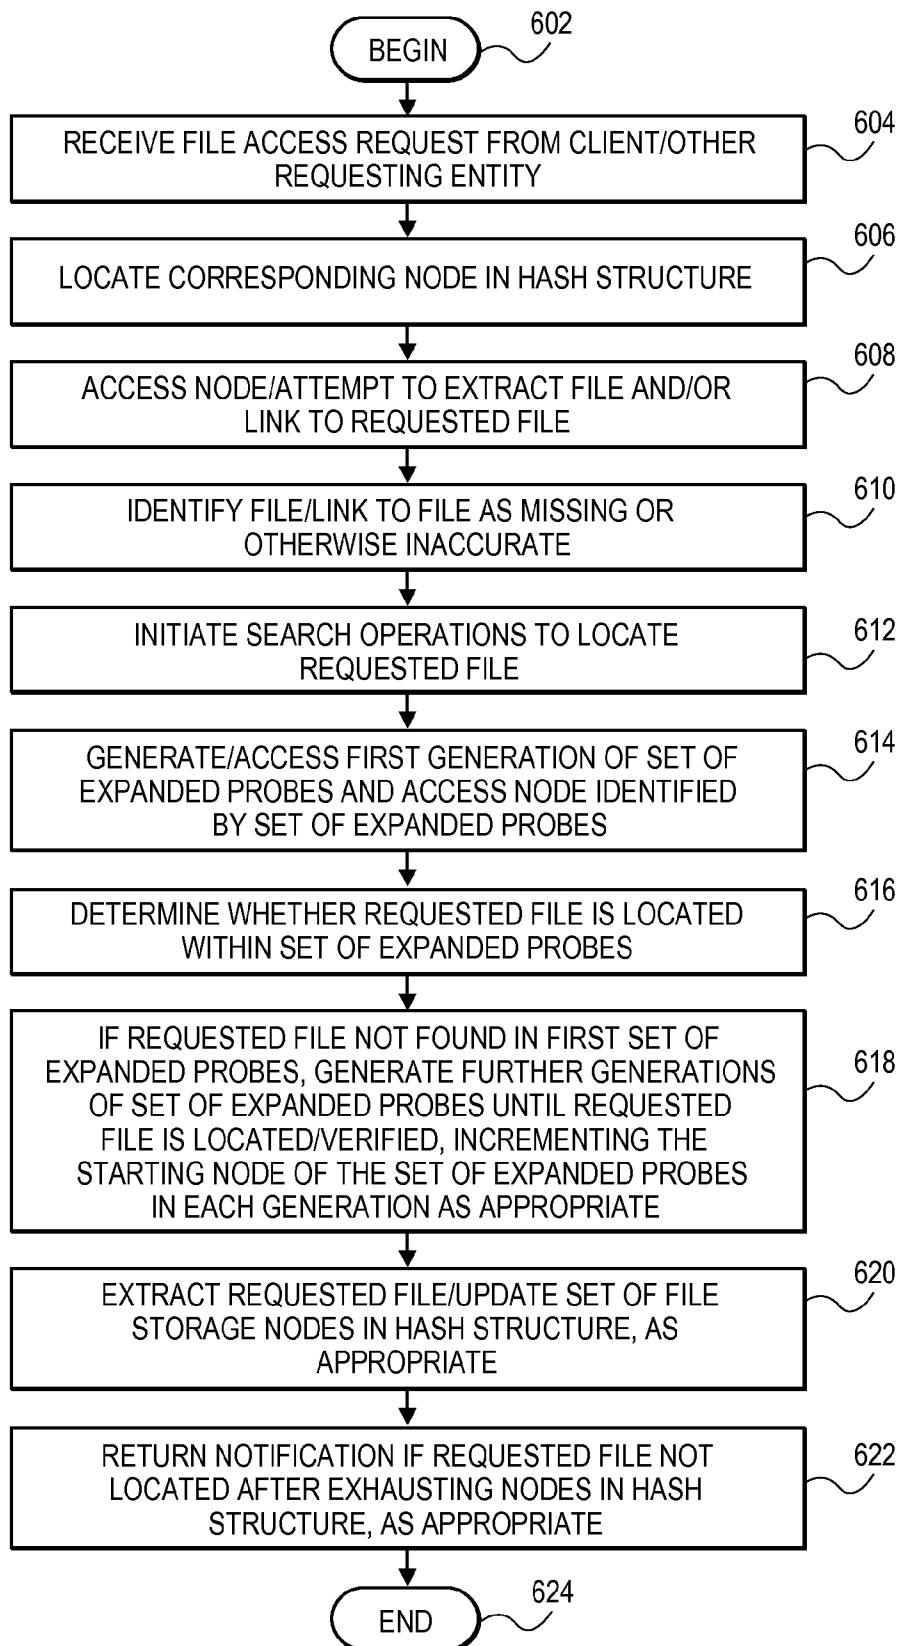 602
BEGIN
604
RECEIVE FILE ACCESS REQUEST FROM CLIENT/OTHER
REQUESTING ENTITY
606
LOCATE CORRESPONDING NODE IN HASH STRUCTURE
608
ACCESS NODE/ATTEMPT TO EXTRACT FILE AND/OR
LINK TO REQUESTED FILE
610
IDENTIFY FILE/LINK TO FILE AS MISSING OR
OTHERWISE INACCURATE
612
INITIATE SEARCH OPERATIONS TO LOCATE
REQUESTED FILE
614
GENERATE/ACCESS FIRST GENERATION OF SET OF
EXPANDED PROBES AND ACCESS NODE IDENTIFIED
BY SET OF EXPANDED PROBES
616
DETERMINE WHETHER REQUESTED FILE IS LOCATED
WITHIN SET OF EXPANDED PROBES
618
IF REQUESTED FILE NOT FOUND IN FIRST SET OF
EXPANDED PROBES, GENERATE FURTHER GENERATIONS
OF SET OF EXPANDED PROBES UNTIL REQUESTED
FILE IS LOCATED/VERIFIED, INCREMENTING THE
STARTING NODE OF THE SET OF EXPANDED PROBES
IN EACH GENERATION AS APPROPRIATE
620
EXTRACT REQUESTED FILE/UPDATE SET OF FILE
STORAGE NODES IN HASH STRUCTURE, AS
APPROPRIATE
622
RETURN NOTIFICATION IF REQUESTED FILE NOT
LOCATED AFTER EXHAUSTING NODES IN HASH
STRUCTURE, AS APPROPRIATE
624
END